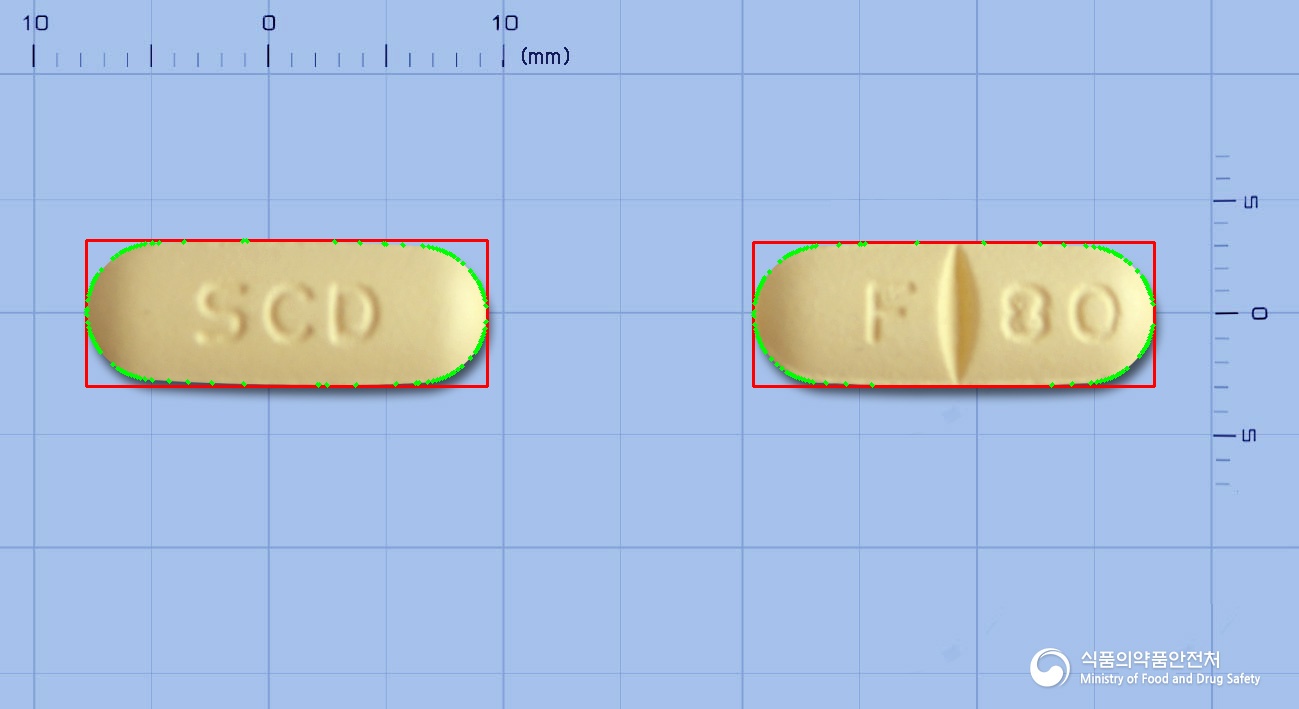 10 0 10
(mm)
5
0
5
SCD
F 80
식품의약품안전처
Ministry of Food and Drug Safety